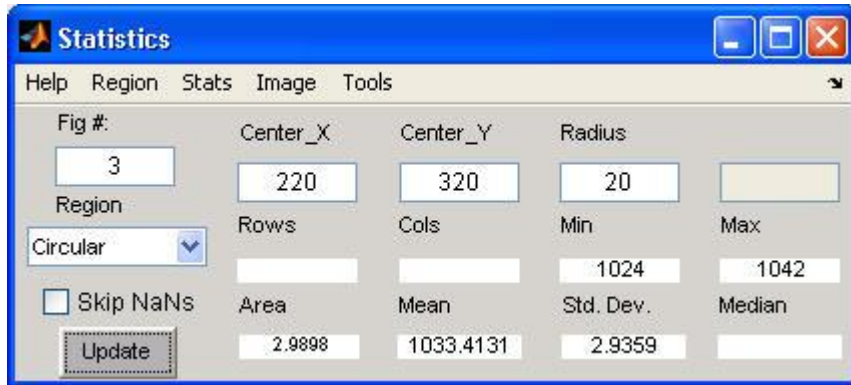 Statistics
Help Region Stats Image Tools
Fig #: Center_X Center_Y Radius
3 220 320 20
Region
Rows Cols Min Max
Circular
1024 1042
Skip NaNs Area Mean Std. Dev. Median
Update 2.9898 1033.4131 2.9359